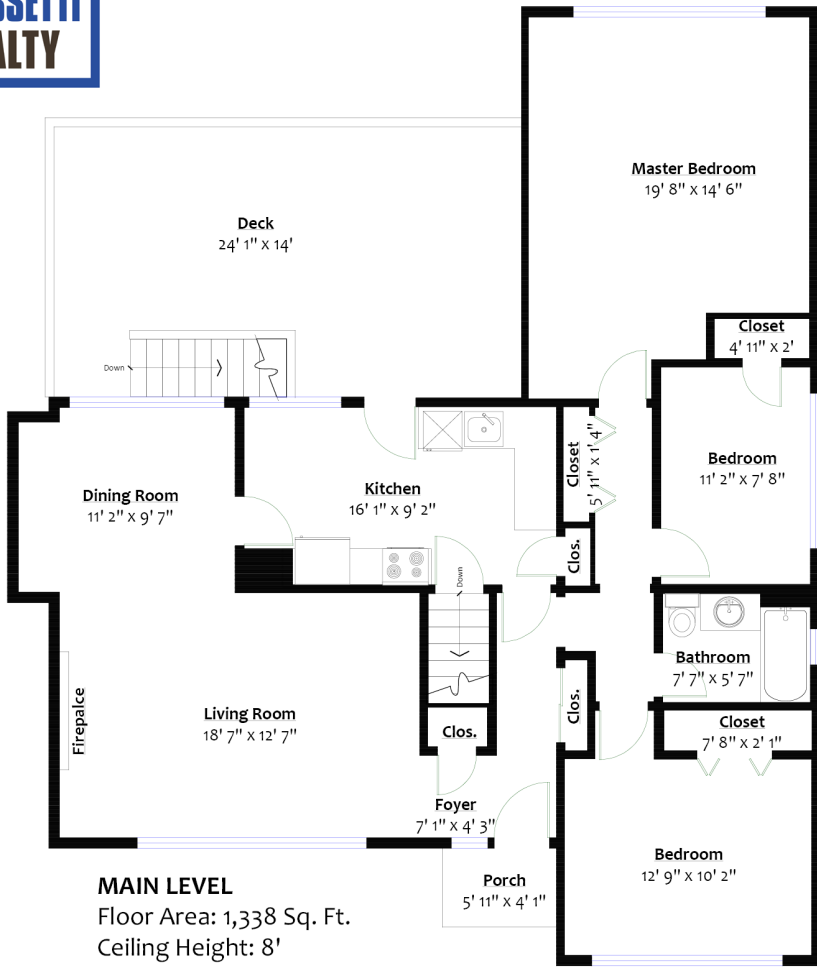 ALTY
Master Bedroom
19' 8" x 14' 6"
Deck
24' 1" x 14'
Closet
4' 11" x 2'
Down
Closet
5' 11" x 1' 4"
Bedroom
11' 2" x 7' 8"
Kitchen
16' 1" x 9' 2"
Dining Room
11' 2" x 9' 7"
Clos.
Down
Bathroom
7' 7" x 5' 7"
Firepalce
Living Room
18' 7" x 12' 7"
Clos.
Clos.
Closet
7' 8" x 2' 1"
Foyer
7' 1" x 4' 3"
Bedroom
12' 9" x 10' 2"
Porch
5' 11" x 4' 1"
MAIN LEVEL
Floor Area: 1,338 Sq. Ft.
Ceiling Height: 8'